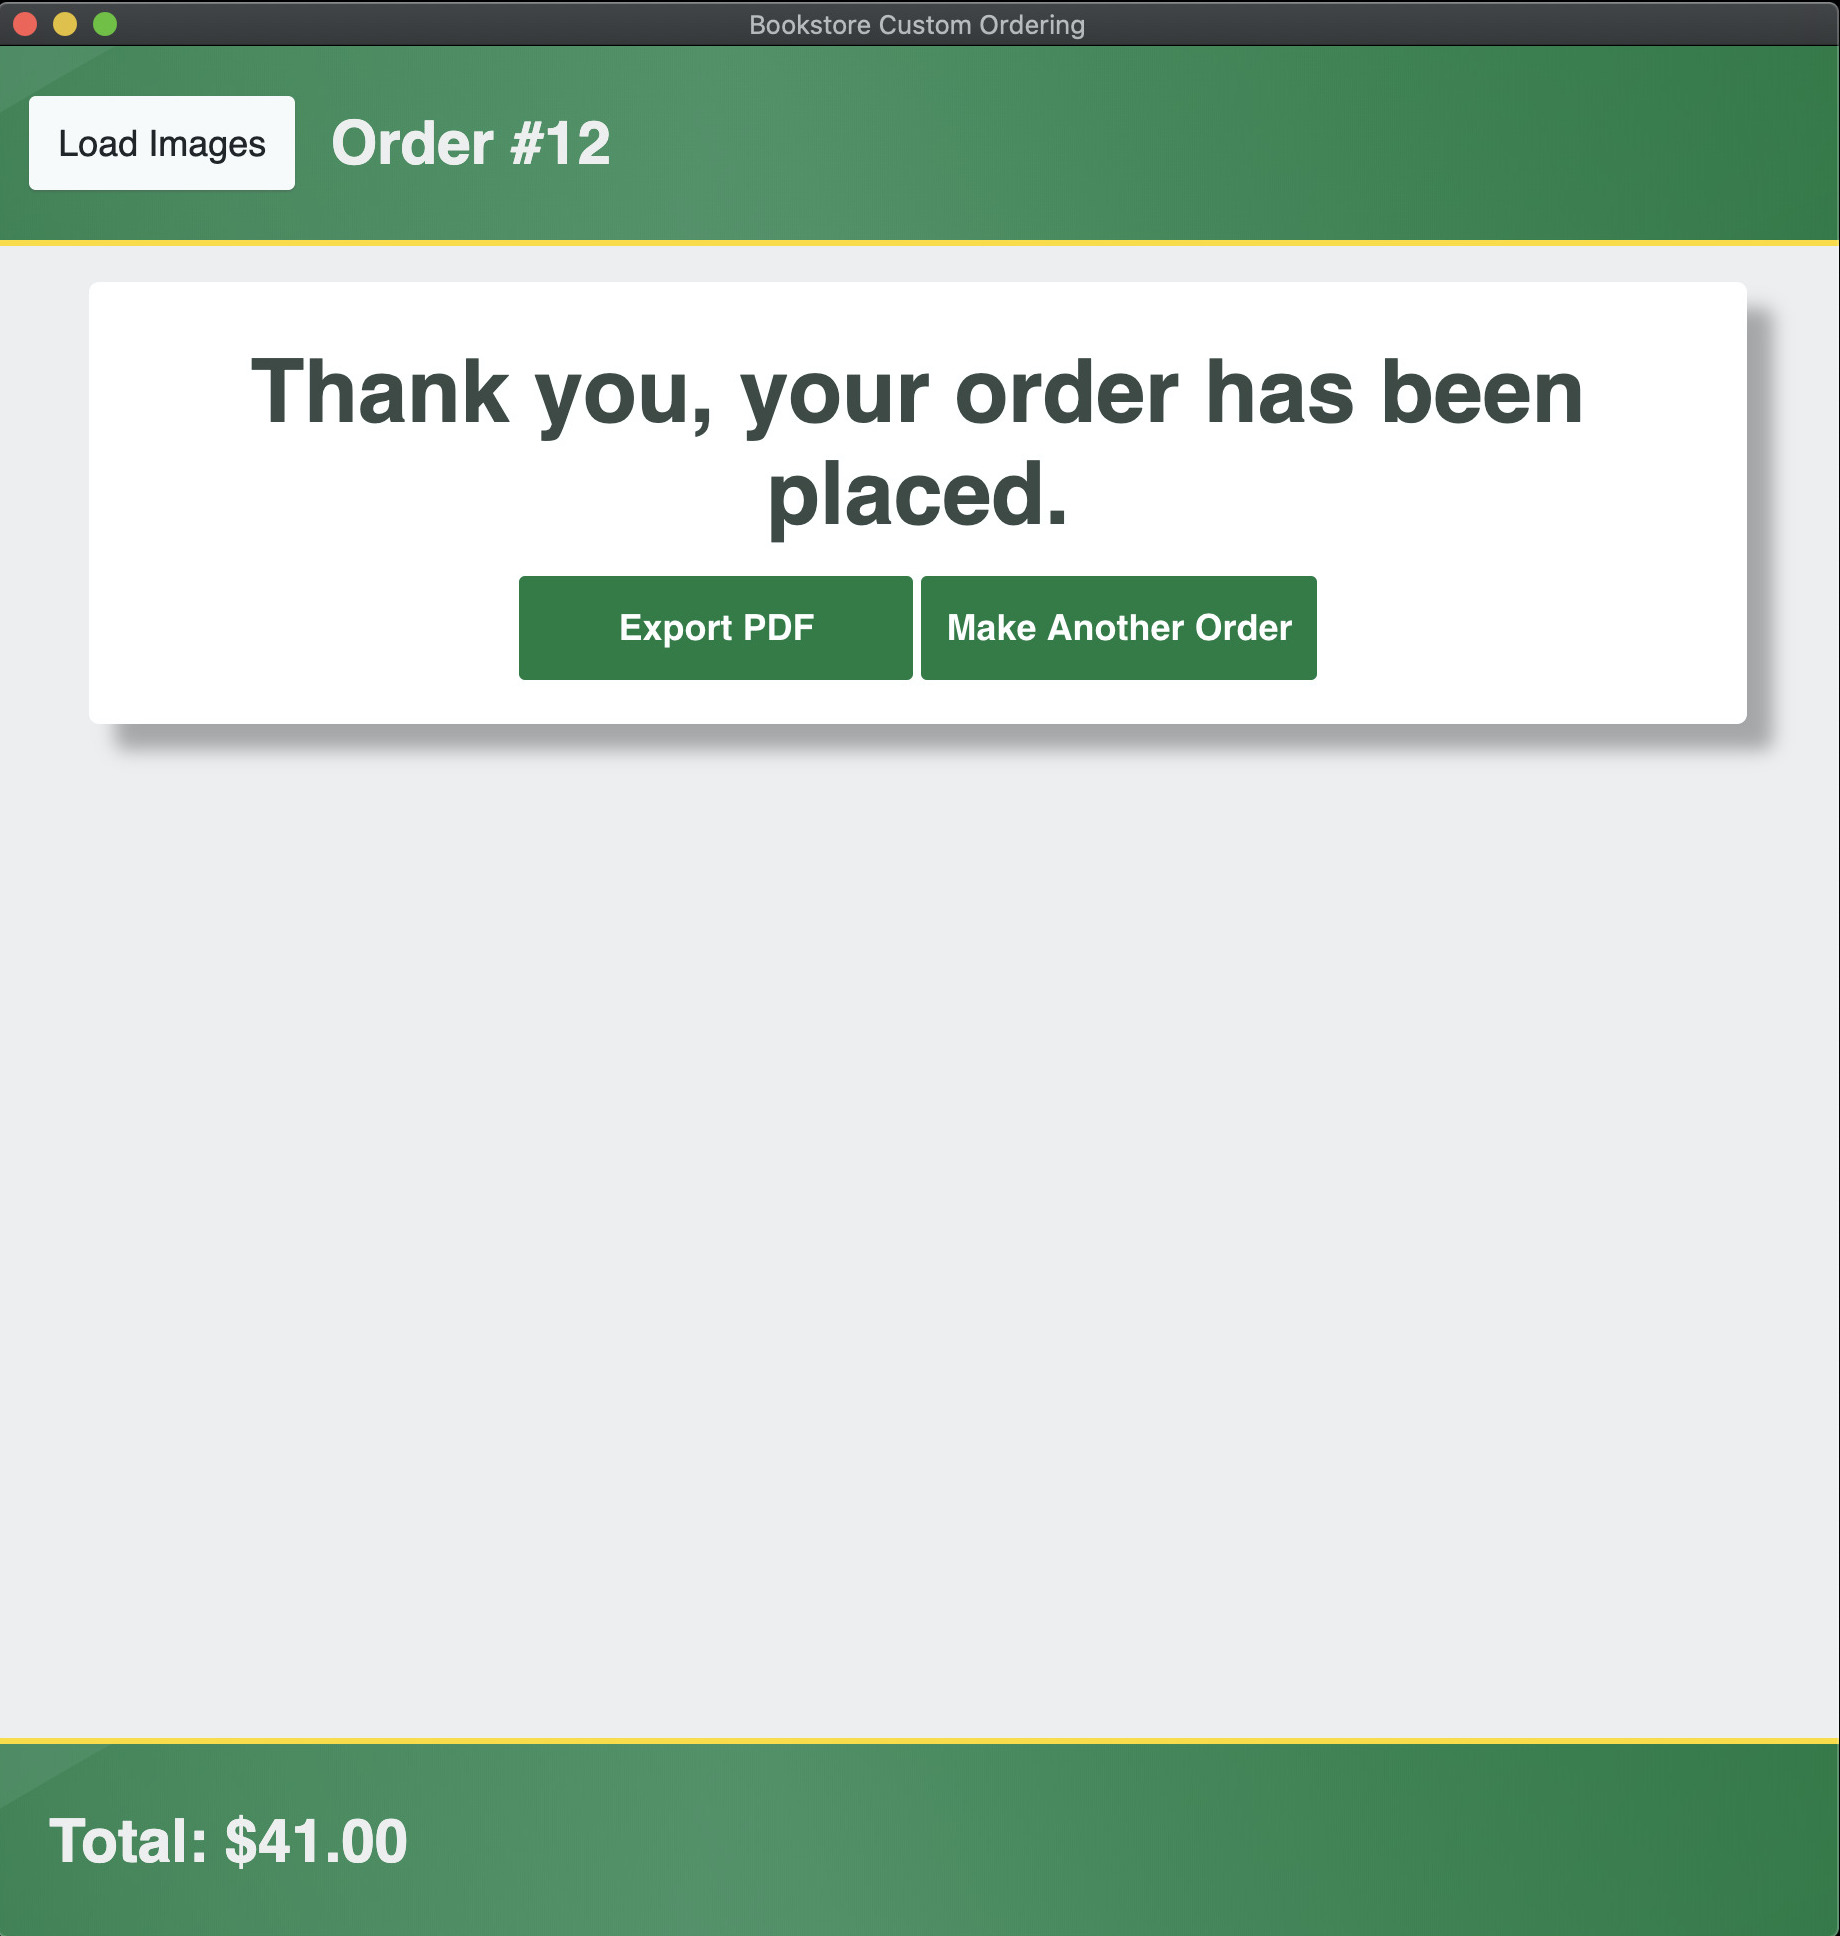 Bookstore Custom Ordering
Load Images
Order #12
Thank you, your order has been
placed.
Export PDF
Make Another Order
Total: $41.00